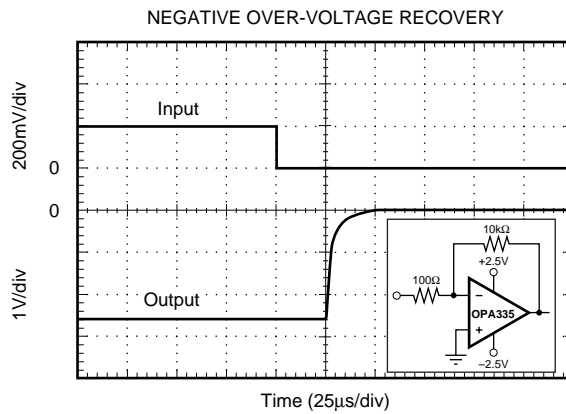 NEGATIVE OVER-VOLTAGE RECOVERY
200mV/div
Input
0
0
1V/div
Output
10kΩ
+2.5V
100Ω
−
OPA335
+
−2.5V
Time (25µs/div)